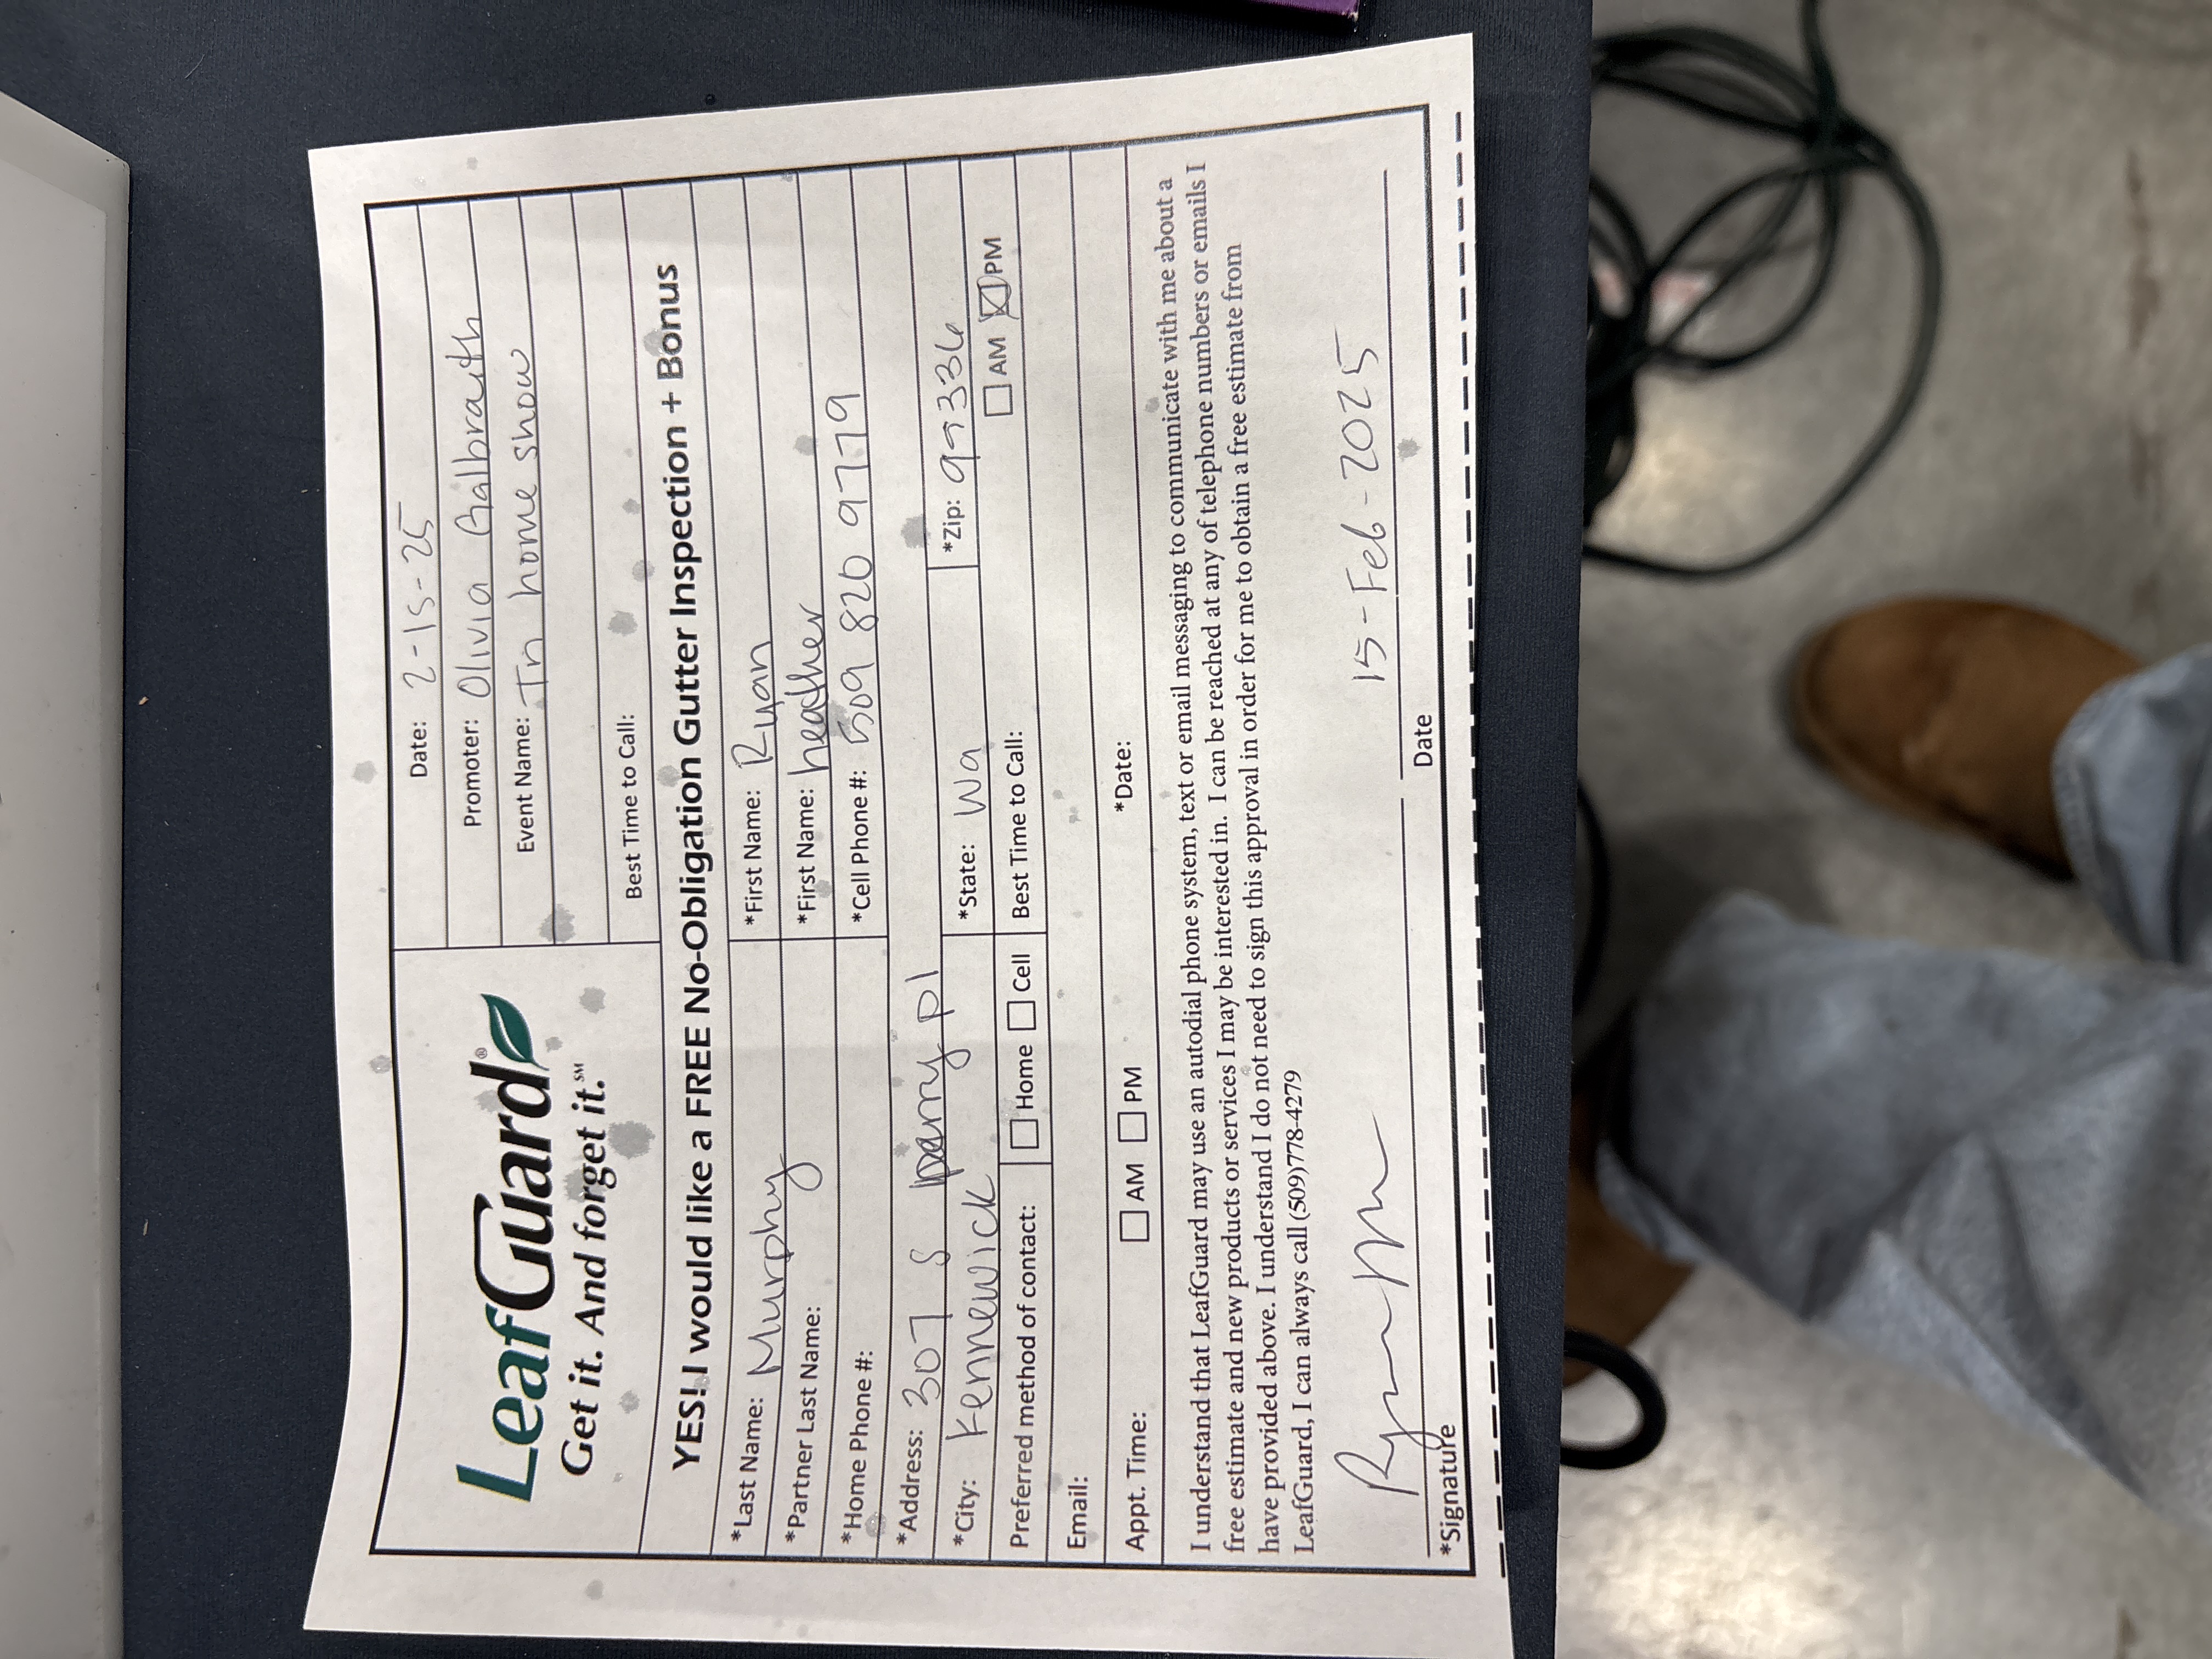 LeafGuard®
Get it. And forget it.℠
Date: 2-15-25
Promoter: Olivia Galbraith
Event Name: Tri home show
Best Time to Call:
YES! I would like a FREE No-Obligation Gutter Inspection + Bonus
*Last Name: Murphy *First Name: Ryan
*Partner Last Name: *First Name: heather
*Home Phone #: *Cell Phone #: 509 820 9779
*Address: 307 S perry pl
*City: Kennewick *State: Wa *Zip: 99336
Preferred method of contact: Home Cell Best Time to Call: AM PM
Email:
Appt. Time: AM PM *Date:
I understand that LeafGuard may use an autodial phone system, text or email messaging to communicate with me about a
free estimate and new products or services I may be interested in. I can be reached at any of telephone numbers or emails I
have provided above. I understand I do not need to sign this approval in order for me to obtain a free estimate from
LeafGuard, I can always call (509)778-4279
15-Feb-2025
*Signature Date